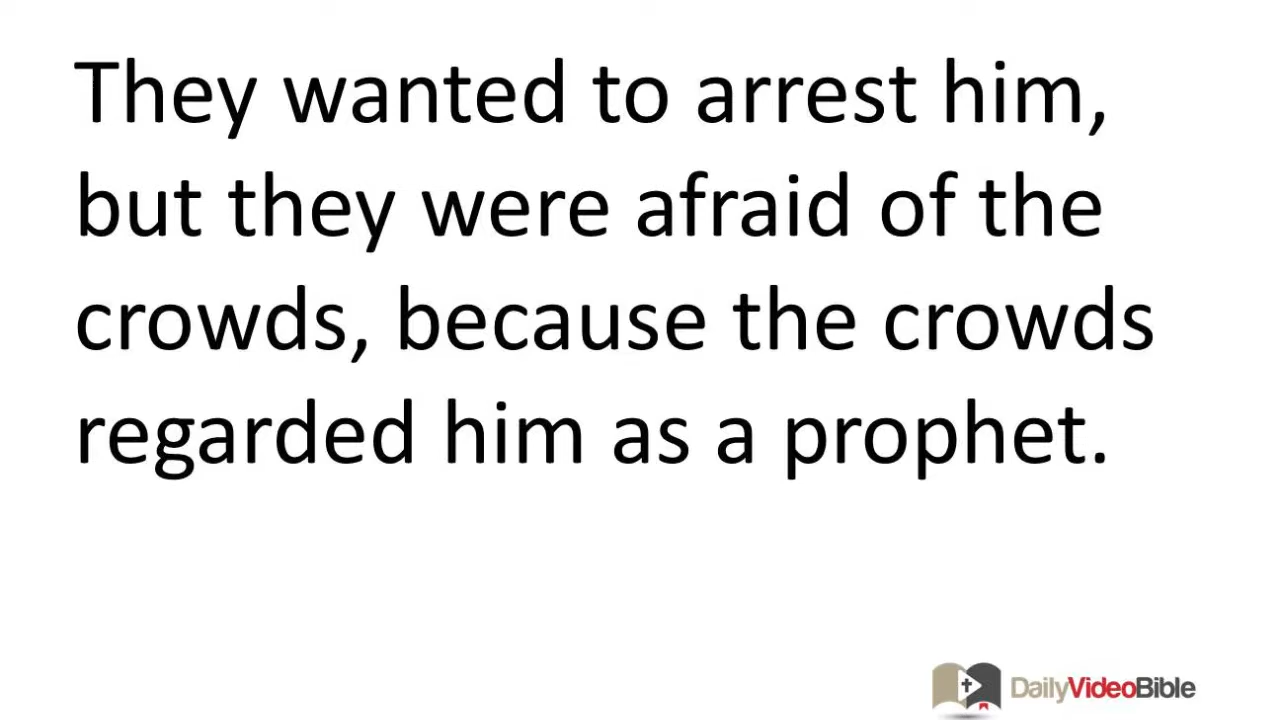 They wanted to arrest him,
but they were afraid of the
crowds, because the crowds
regarded him as a prophet.
DailyVideoBible